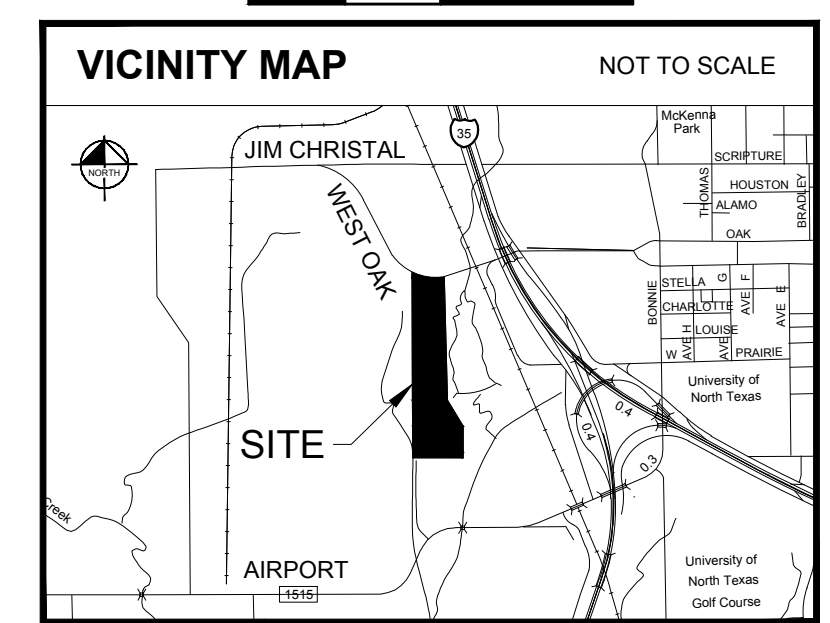 VICINITY MAP
NOT TO SCALE
NORTH
JIM CHRISTAL
WEST OAK
35
McKenna
Park
SCRIPTURE
THOMAS
HOUSTON
BRADLEY
ALAMO
OAK
BONNIE
STELLA
G
AVE F
AVE E
CHARLOTTE
LOUISE
AVE H
AVE
W
PRAIRIE
University of
North Texas
0.4
0.4
0.3
SITE
Creek
AIRPORT
1515
University of
North Texas
Golf Course